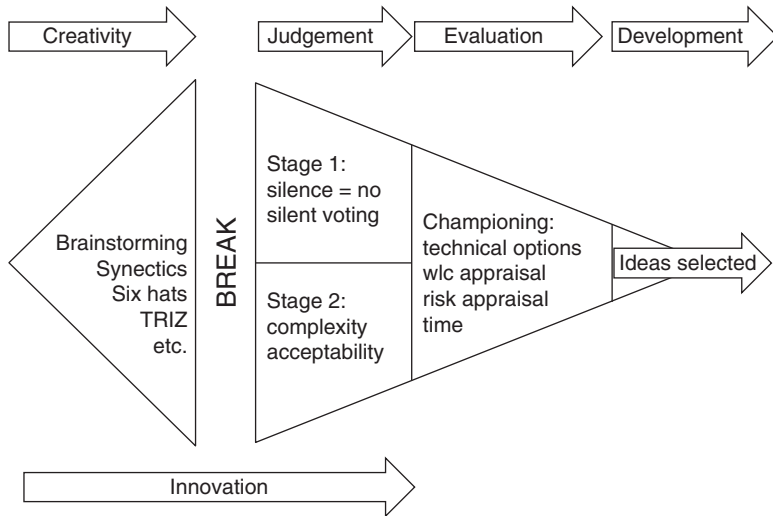 Creativity
Judgement
Evaluation
Development
Brainstorming
Synectics
Six hats
TRIZ
etc.
BREAK
Stage 1:
silence = no
silent voting
Stage 2:
complexity
acceptability
Championing:
technical options
wlc appraisal
risk appraisal
time
Ideas selected
Innovation